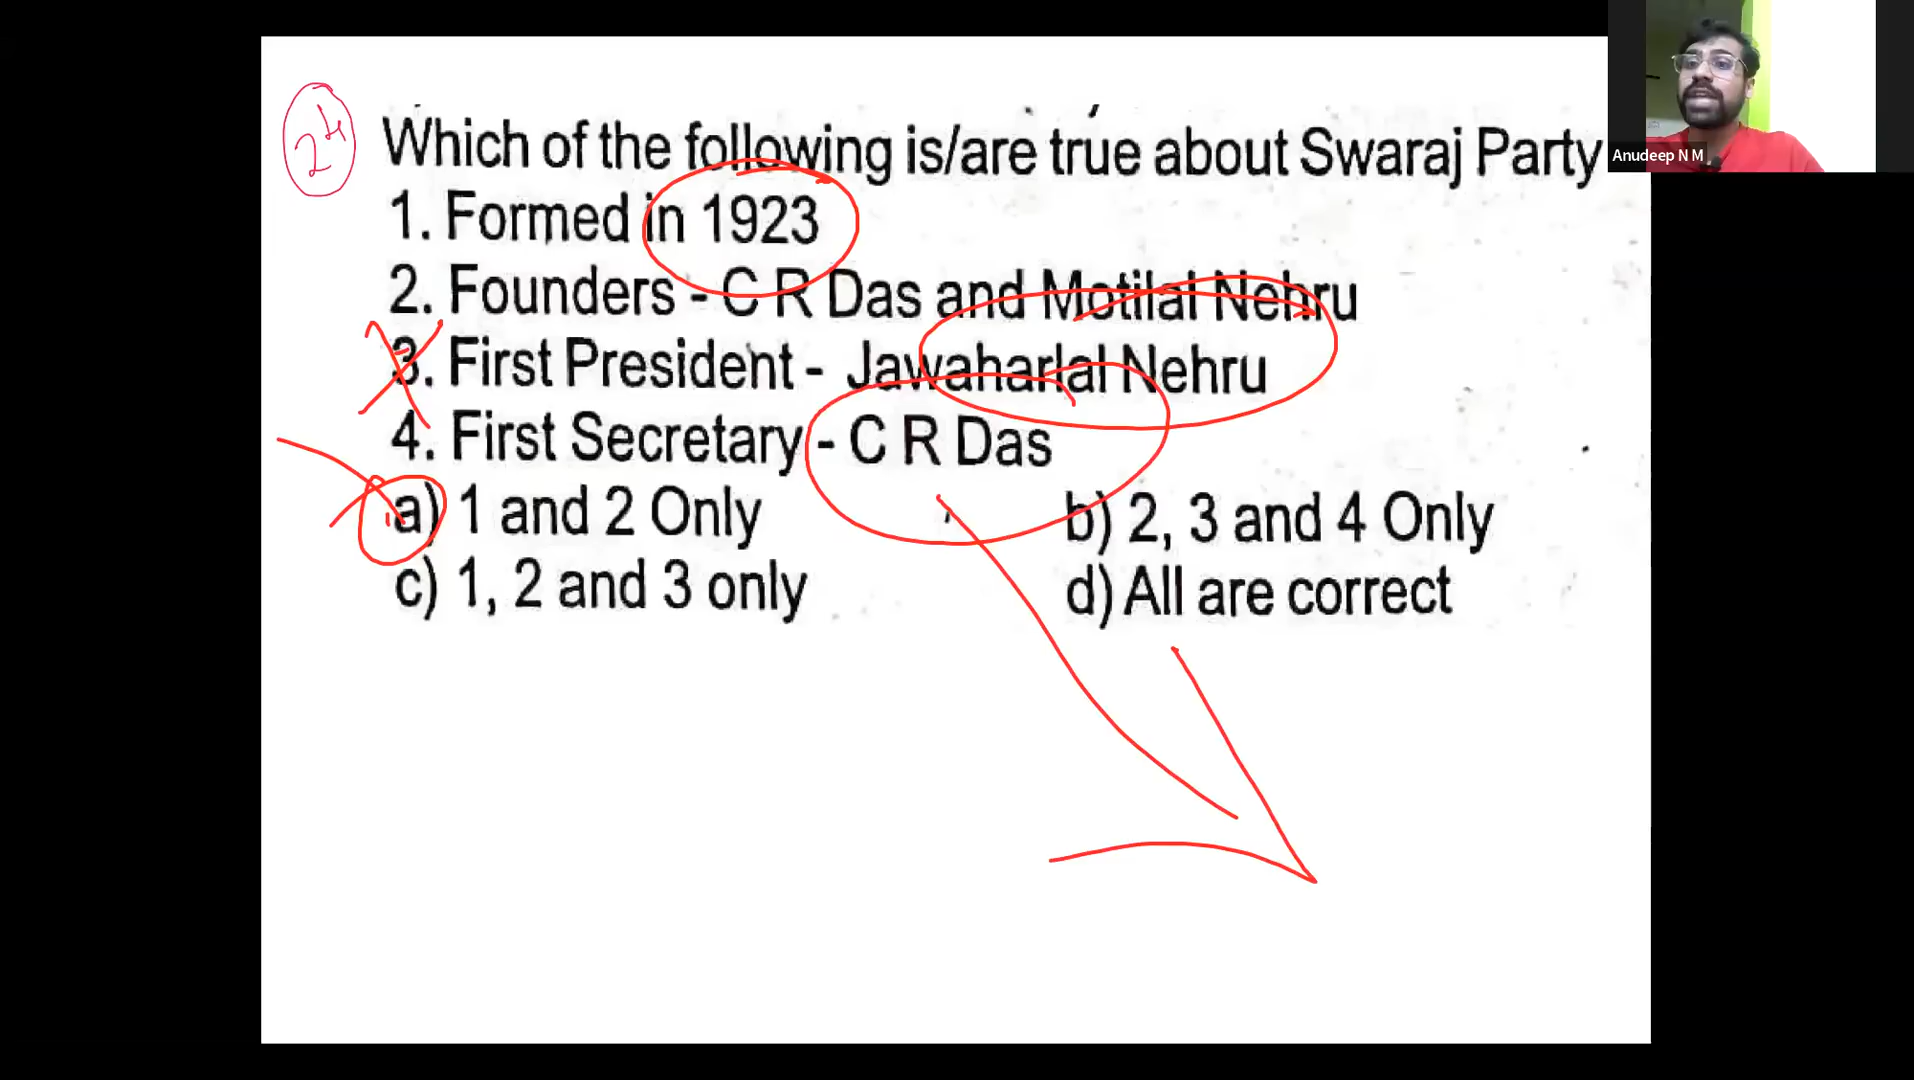 24
Which of the following is/are true about Swaraj Party
1. Formed in 1923
2. Founders - C R Das and Motilal Nehru
3. First President - Jawaharlal Nehru
4. First Secretary - C R Das
a) 1 and 2 Only
b) 2, 3 and 4 Only
c) 1, 2 and 3 only
d) All are correct
Anudeep N M